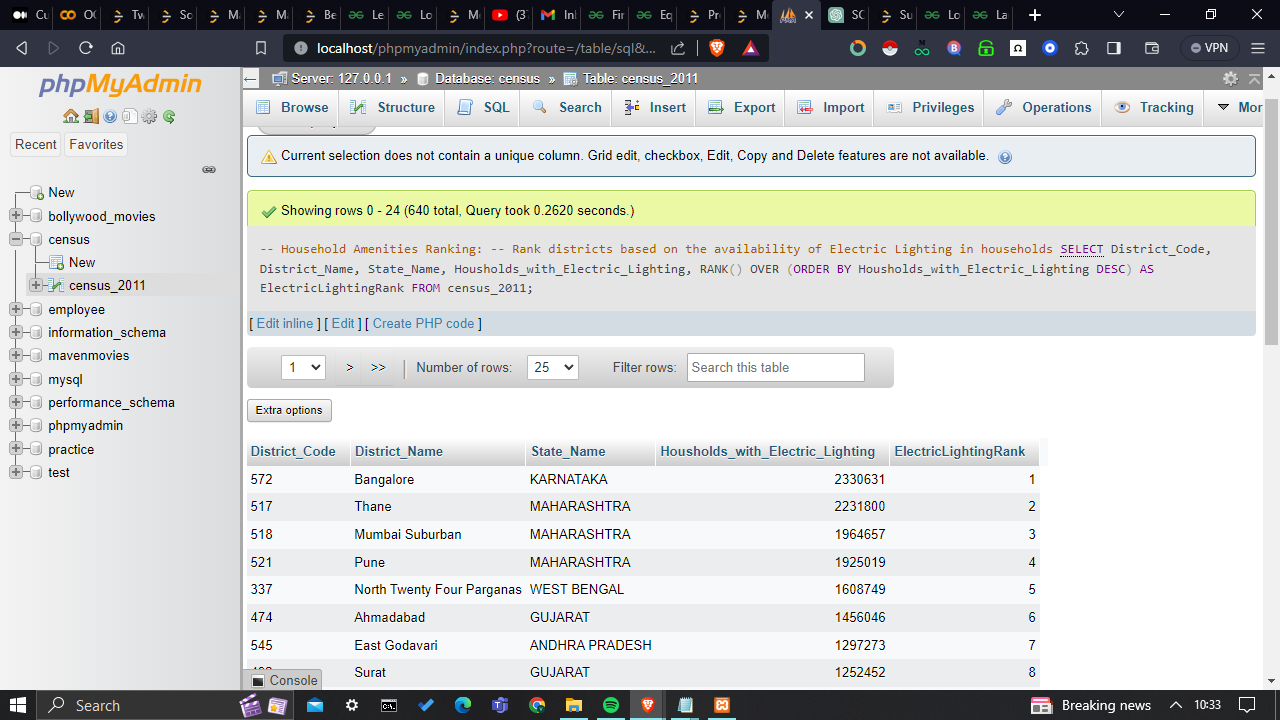 Cu
OC
Tw
Sc
Ma
Ma
Be
Le
Lo
Mo
(3
Inl
Fir
Eq
Pr
Mo
SC
Su
Lo
La
localhost/phpmyadmin/index.php?route=/table/sql&...
VPN
phpMyAdmin
Recent
Favorites
New
bollywood_movies
census
New
census_2011
employee
information_schema
mavenmovies
mysql
performance_schema
phpmyadmin
practice
test
Server: 127.0.0.1 » Database: census » Table: census_2011
Browse Structure SQL Search Insert Export Import Privileges Operations Tracking Mor
Current selection does not contain a unique column. Grid edit, checkbox, Edit, Copy and Delete features are not available.
Showing rows 0 - 24 (640 total, Query took 0.2620 seconds.)
-- Household Amenities Ranking: -- Rank districts based on the availability of Electric Lighting in households SELECT District_Code,
District_Name, State_Name, Housholds_with_Electric_Lighting, RANK() OVER (ORDER BY Housholds_with_Electric_Lighting DESC) AS
ElectricLightingRank FROM census_2011;
[ Edit inline ] [ Edit ] [ Create PHP code ]
1 > >> | Number of rows: 25 Filter rows: Search this table
Extra options
District_Code District_Name State_Name Housholds_with_Electric_Lighting ElectricLightingRank
572 Bangalore KARNATAKA 2330631 1
517 Thane MAHARASHTRA 2231800 2
518 Mumbai Suburban MAHARASHTRA 1964657 3
521 Pune MAHARASHTRA 1925019 4
337 North Twenty Four Parganas WEST BENGAL 1608749 5
474 Ahmadabad GUJARAT 1456046 6
545 East Godavari ANDHRA PRADESH 1297273 7
Surat GUJARAT 1252452 8
Console
Search
Breaking news
10:33